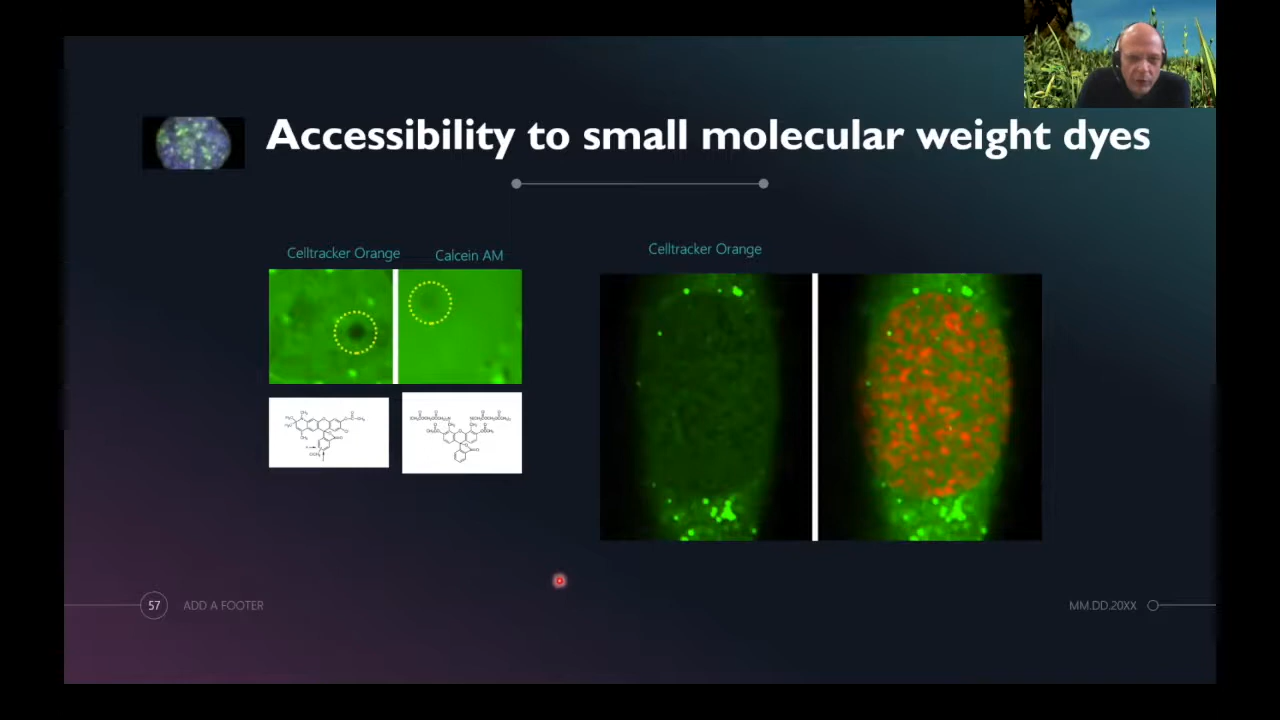 Accessibility to small molecular weight dyes
Celltracker Orange
Calcein AM
Celltracker Orange
57
ADD A FOOTER
MM.DD.20XX